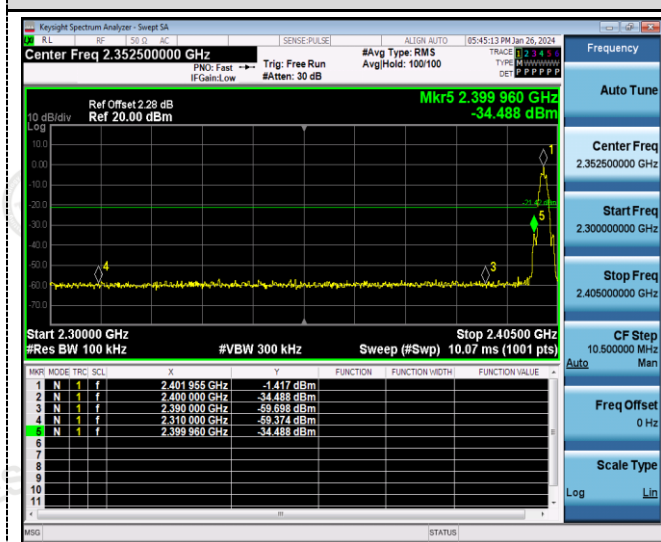 Keysight Spectrum Analyzer - Swept SA
RL RF 50 Ω AC SENSE:PULSE ALIGN AUTO 05:45:13 PM Jan 26, 2024
Center Freq 2.352500000 GHz
PNO: Fast
IFGain:Low
Trig: Free Run
#Atten: 30 dB
#Avg Type: RMS
Avg|Hold: 100/100
TRACE 1 2 3 4 5 6
TYPE M W W W W W
DET P P P P P P
Mkr5 2.399 960 GHz
-34.488 dBm
Ref Offset 2.28 dB
10 dB/div Ref 20.00 dBm
Log
10.0
0.00
-10.0
-20.0
-30.0
-40.0
-50.0
-60.0
-70.0
1
5
3
4
Start 2.30000 GHz Stop 2.40500 GHz
#Res BW 100 kHz #VBW 300 kHz Sweep (#Swp) 10.07 ms (1001 pts)
MKR MODE TRC SCL X Y FUNCTION FUNCTION WIDTH FUNCTION VALUE
1 N 1 f 2.401 955 GHz -1.417 dBm
2 N 1 f 2.400 000 GHz -34.488 dBm
3 N 1 f 2.390 000 GHz -59.698 dBm
4 N 1 f 2.310 000 GHz -59.374 dBm
5 N 1 f 2.399 960 GHz -34.488 dBm
6
7
8
9
10
11
MSG STATUS
Frequency
Auto Tune
Center Freq
2.352500000 GHz
Start Freq
2.300000000 GHz
Stop Freq
2.405000000 GHz
CF Step
10.500000 MHz
Auto Man
Freq Offset
0 Hz
Scale Type
Log Lin